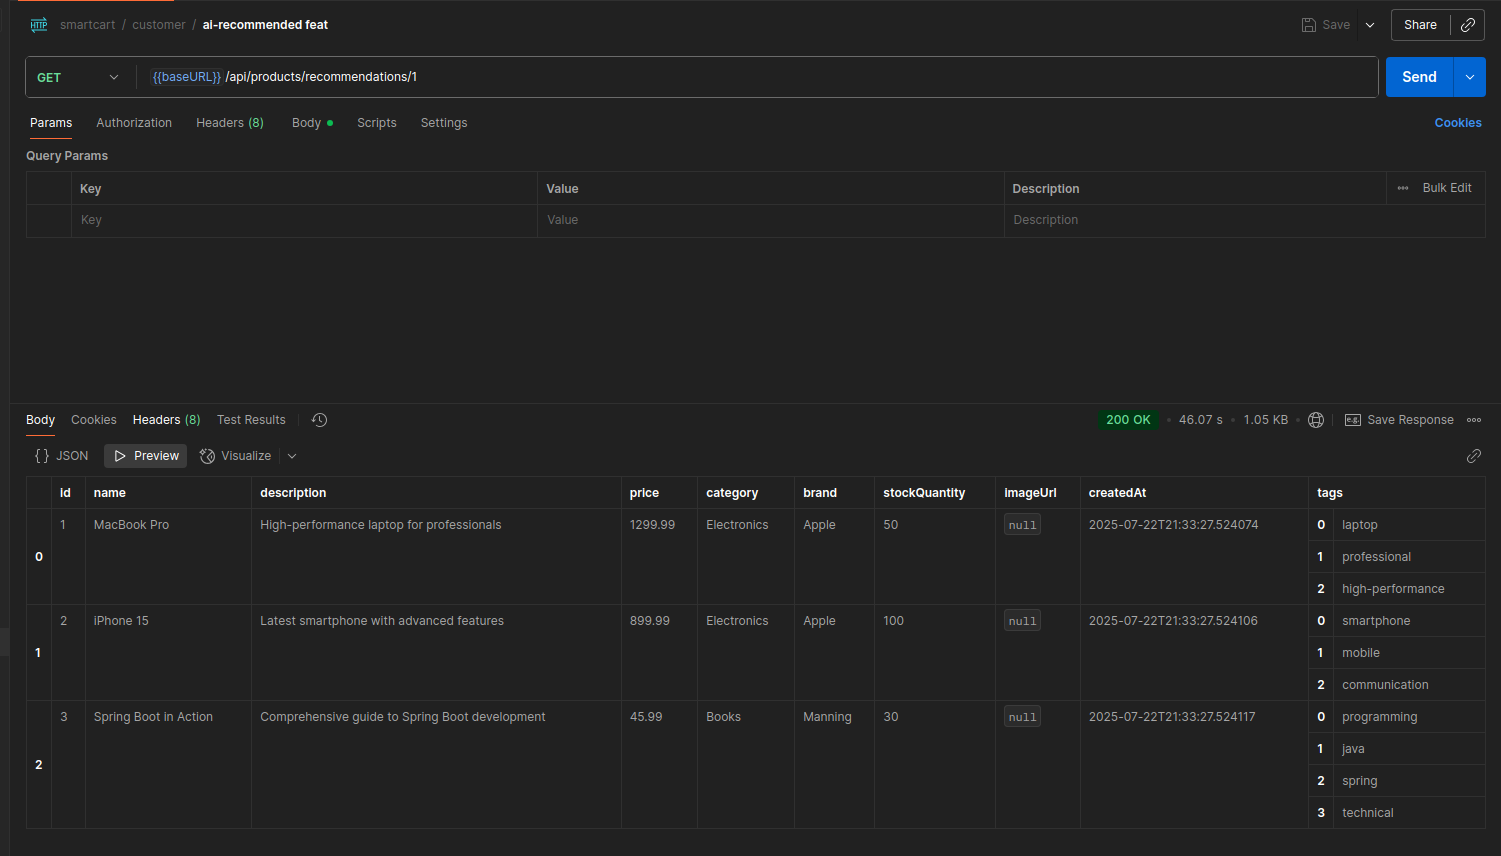 HTTP smartcart / customer / ai-recommended feat Save Share
GET {{baseURL}} /api/products/recommendations/1 Send
Params Authorization Headers (8) Body Scripts Settings Cookies
Query Params
Key Value Description Bulk Edit
Key Value Description
Body Cookies Headers (8) Test Results 200 OK • 46.07 s • 1.05 KB • e.g. Save Response
{} JSON Preview Visualize
id name description price category brand stockQuantity imageUrl createdAt tags
0 1 MacBook Pro High-performance laptop for professionals 1299.99 Electronics Apple 50 null 2025-07-22T21:33:27.524074 0 laptop
1 professional
2 high-performance
1 2 iPhone 15 Latest smartphone with advanced features 899.99 Electronics Apple 100 null 2025-07-22T21:33:27.524106 0 smartphone
1 mobile
2 communication
2 3 Spring Boot in Action Comprehensive guide to Spring Boot development 45.99 Books Manning 30 null 2025-07-22T21:33:27.524117 0 programming
1 java
2 spring
3 technical